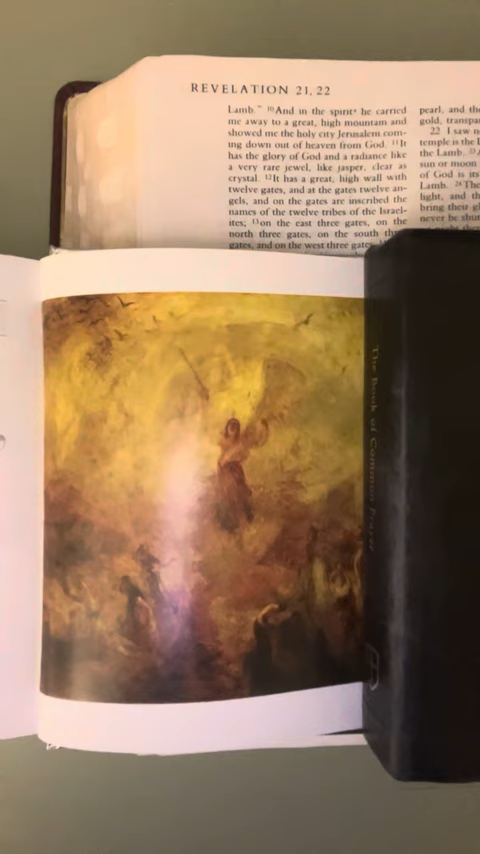 REVELATION 21, 22
Lamb." 10And in the spirit* he carried
me away to a great, high mountain and
showed me the holy city Jerusalem com-
ing down out of heaven from God. 11It
has the glory of God and a radiance like
a very rare jewel, like jasper, clear as
crystal. 12It has a great, high wall with
twelve gates, and at the gates twelve an-
gels, and on the gates are inscribed the
names of the twelve tribes of the Israel-
ites; 13on the east three gates, on the
north three gates, on the south
gates, and on the west three gates.
pearl, and the
gold, transpa
22 I saw n
temple is the L
the Lamb.
sun or moon
of God is its
Lamb. 24The
light, and th
bring their gl
never be shut
The Book of Common Prayer